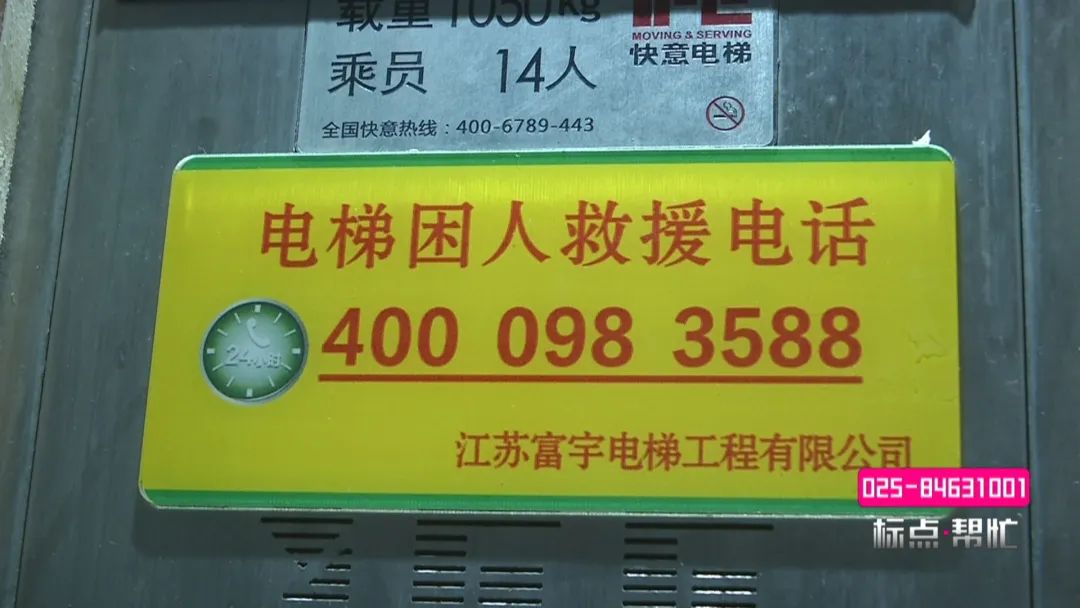 载重1050kg
MOVING & SERVING
快意电梯
乘员 14人
全国快意热线：400-6789-443
电梯困人救援电话
24小时
400 098 3588
江苏富宇电梯工程有限公司
025-84631001
标点·帮忙